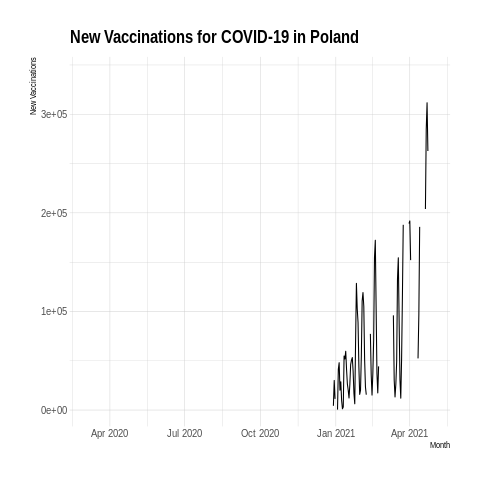 New Vaccinations for COVID-19 in Poland
New Vaccinations
3e+05
2e+05
1e+05
0e+00
Apr 2020 Jul 2020 Oct 2020 Jan 2021 Apr 2021
Month